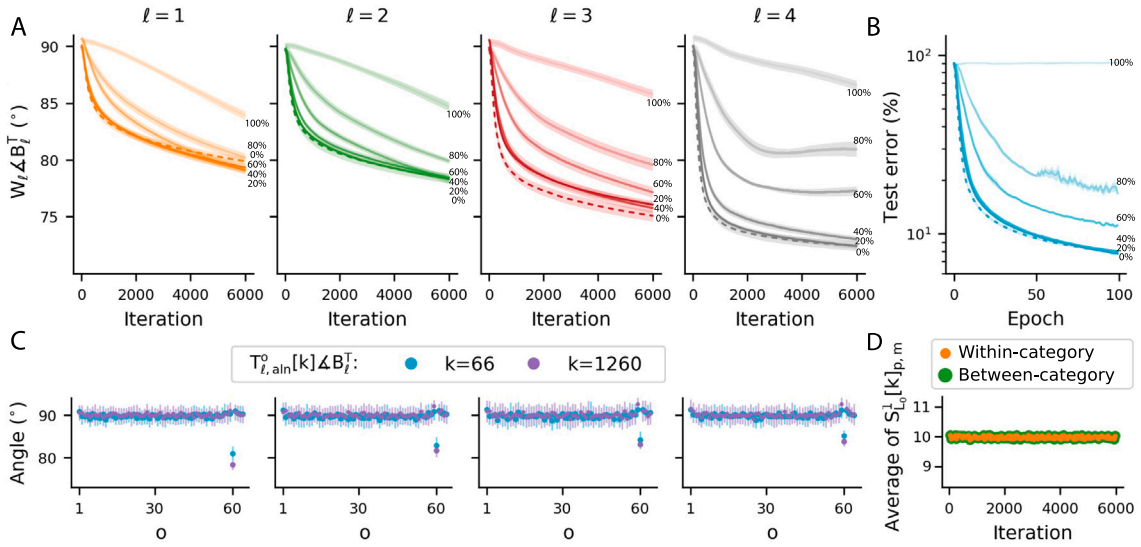 A
ℓ = 1
ℓ = 2
ℓ = 3
ℓ = 4
W_ℓ∡B_ℓ^T (°)
90
85
80
75
100%
80%
0%
60%
40%
20%
100%
80%
60%
40%
20%
0%
100%
80%
60%
20%
40%
0%
100%
80%
60%
40%
20%
0%
0 2000 4000 6000
0 2000 4000 6000
0 2000 4000 6000
0 2000 4000 6000
Iteration
Iteration
Iteration
Iteration
B
Test error (%)
10^2
10^1
100%
80%
60%
40%
20%
0%
0 50 100
Epoch
C
T^o_{ℓ, aln}[k]∡B_ℓ^T:
k=66
k=1260
Angle (°)
90
80
1 30 60
1 30 60
1 30 60
1 30 60
o
o
o
o
D
Within-category
Between-category
Average of S^1_{L_0}[k]_{p, m}
11
10
9
0 2000 4000 6000
Iteration